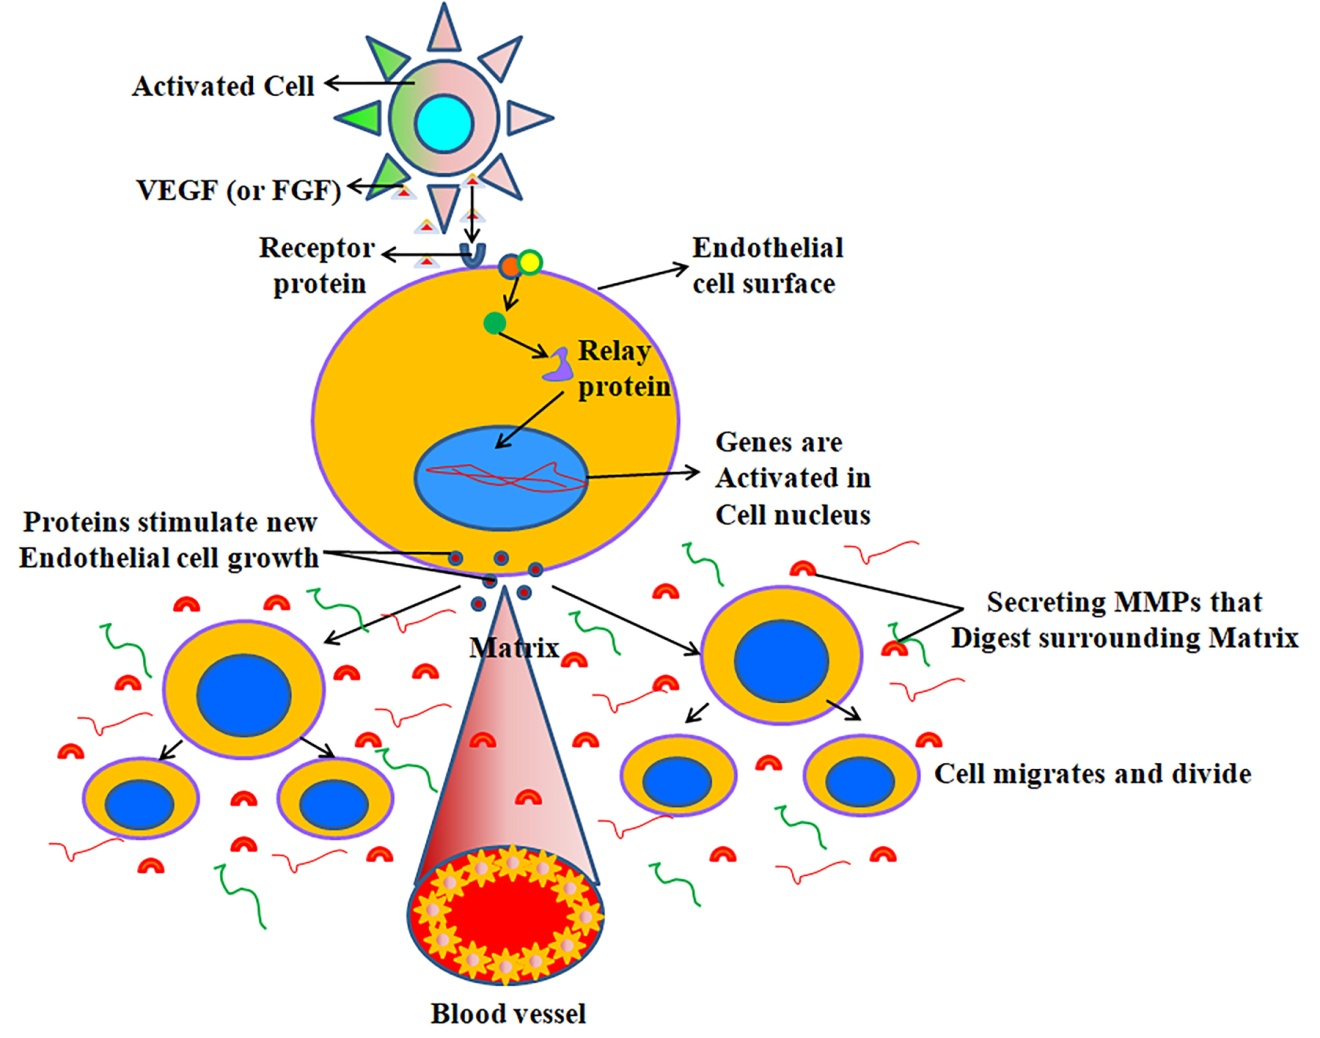 Activated Cell
VEGF (or FGF)
Receptor
protein
Endothelial
cell surface
Relay
protein
Genes are
Activated in
Cell nucleus
Proteins stimulate new
Endothelial cell growth
Matrix
Secreting MMPs that
Digest surrounding Matrix
Cell migrates and divide
Blood vessel